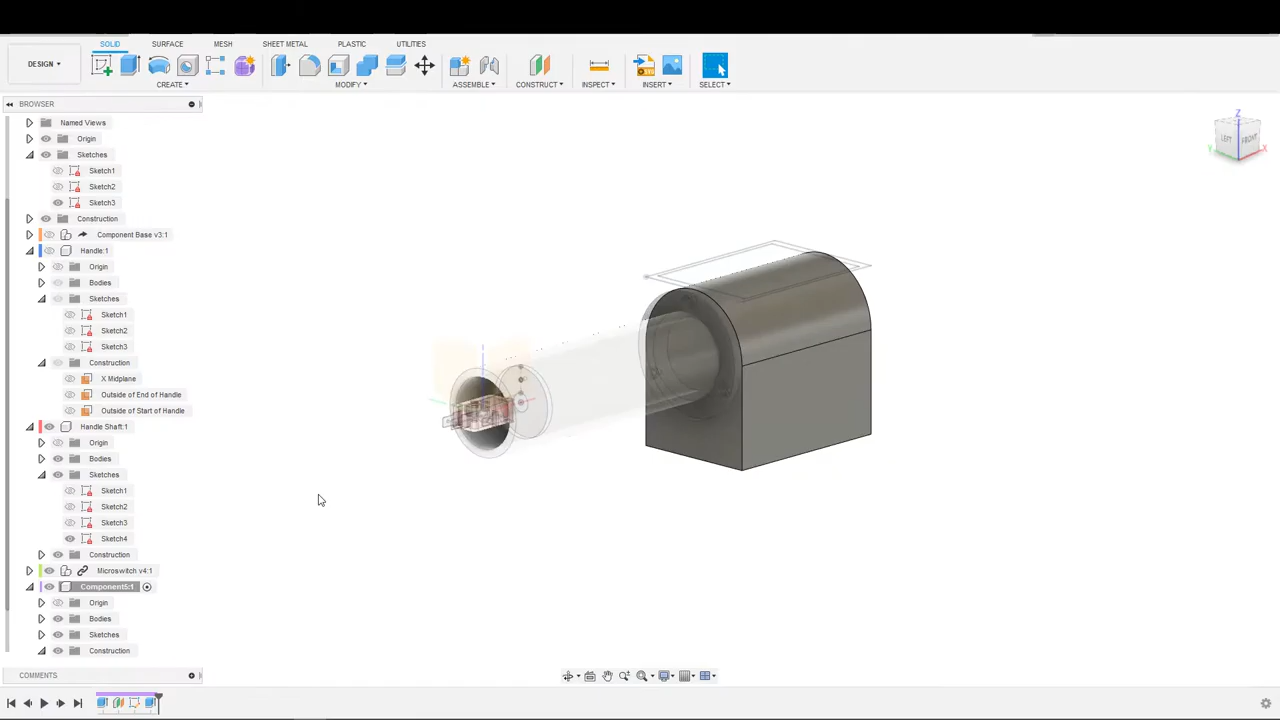 SOLID SURFACE MESH SHEET METAL PLASTIC UTILITIES
DESIGN
CREATE MODIFY ASSEMBLE CONSTRUCT INSPECT INSERT SELECT
BROWSER
Named Views
Origin
Sketches
Sketch1
Sketch2
Sketch3
Construction
Component Base v3:1
Handle:1
Origin
Bodies
Sketches
Sketch1
Sketch2
Sketch3
Construction
X Midplane
Outside of End of Handle
Outside of Start of Handle
Handle Shaft:1
Origin
Bodies
Sketches
Sketch1
Sketch2
Sketch3
Sketch4
Construction
Microswitch v4:1
Component5:1
Origin
Bodies
Sketches
Construction
COMMENTS
Z
LEFT FRONT
Y X